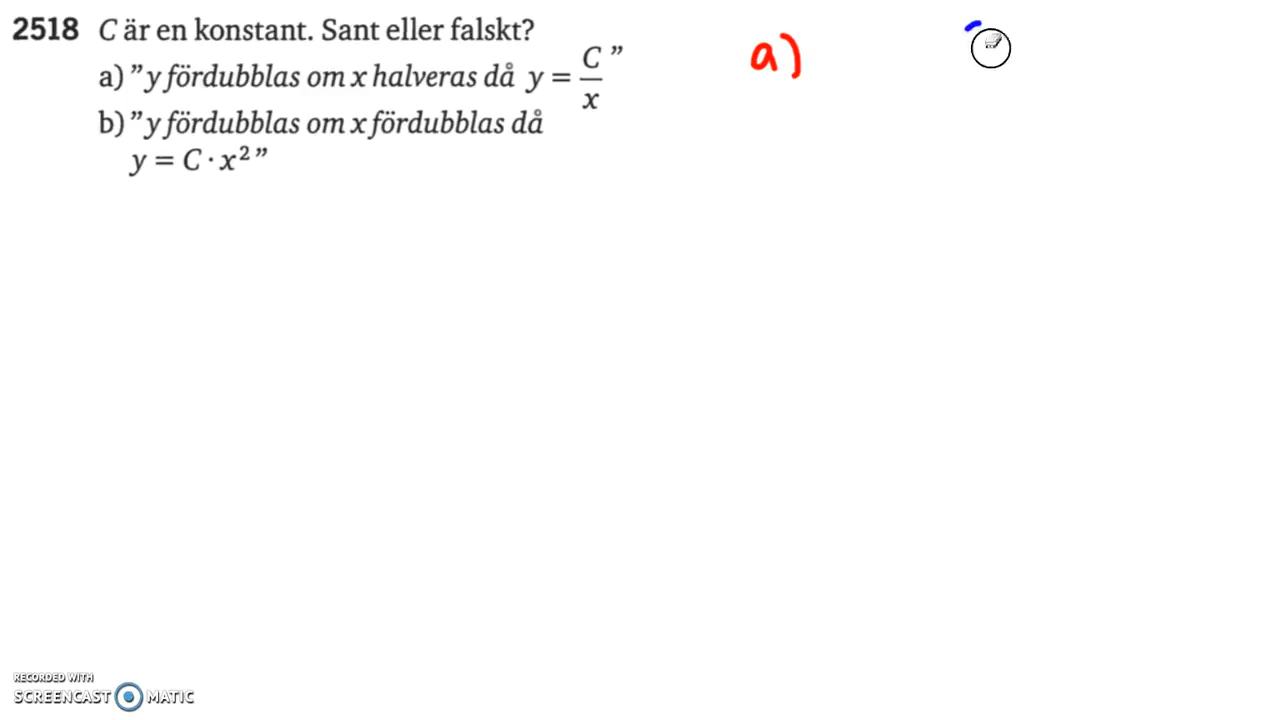 2518 C är en konstant. Sant eller falskt?
a) ”y fördubblas om x halveras då y = C/x ”
b) ”y fördubblas om x fördubblas då
y = C · x² ”
a)
RECORDED WITH
SCREENCAST MATIC